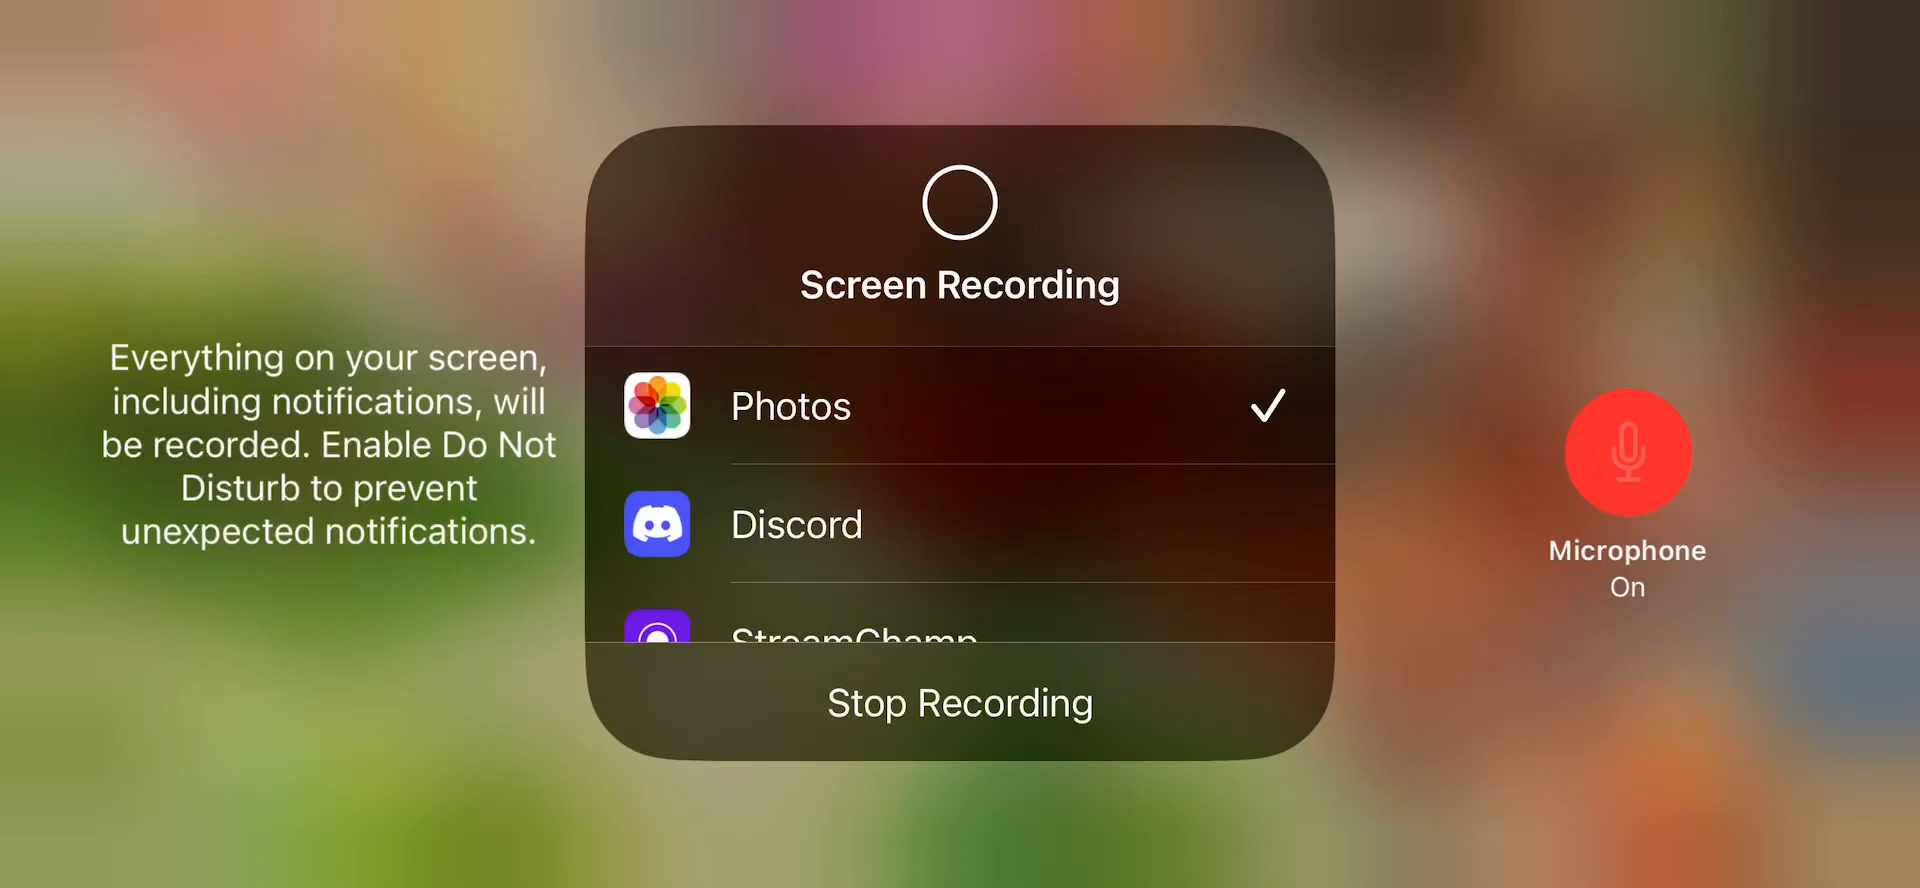 Everything on your screen,
including notifications, will
be recorded. Enable Do Not
Disturb to prevent
unexpected notifications.
Screen Recording
Photos
Discord
StreamChamp
Stop Recording
Microphone
On